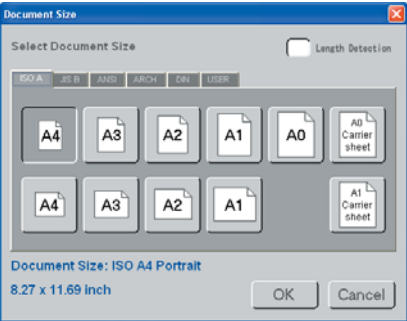 Document Size
Select Document Size
Length Detection
ISO A JIS B ANSI ARCH DIN USER
A4 A3 A2 A1 A0 A0 Carrier sheet
A4 A3 A2 A1 A1 Carrier sheet
Document Size: ISO A4 Portrait
8.27 x 11.69 inch
OK Cancel